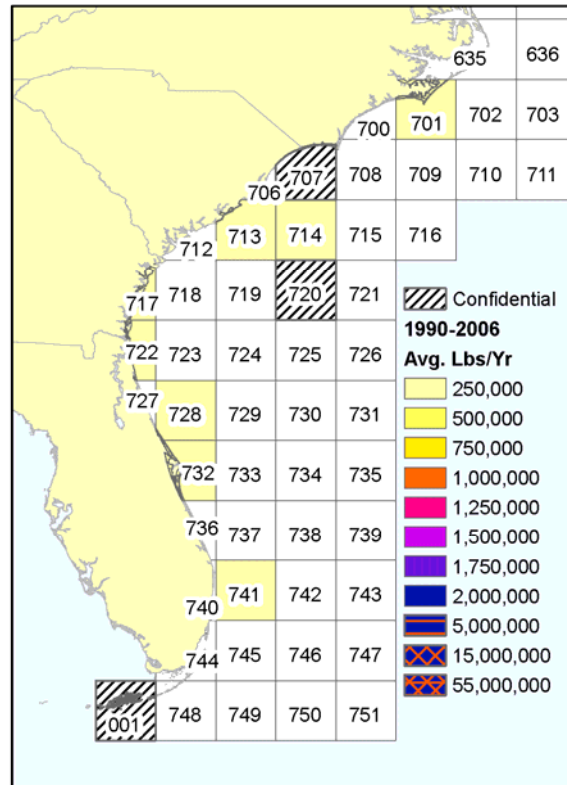 635 636
700 701 702 703
706 707 708 709 710 711
712 713 714 715 716
717 718 719 720 721
722 723 724 725 726
727 728 729 730 731
732 733 734 735
736 737 738 739
740 741 742 743
744 745 746 747
001 748 749 750 751
Confidential
1990-2006
Avg. Lbs/Yr
250,000
500,000
750,000
1,000,000
1,250,000
1,500,000
1,750,000
2,000,000
5,000,000
15,000,000
55,000,000